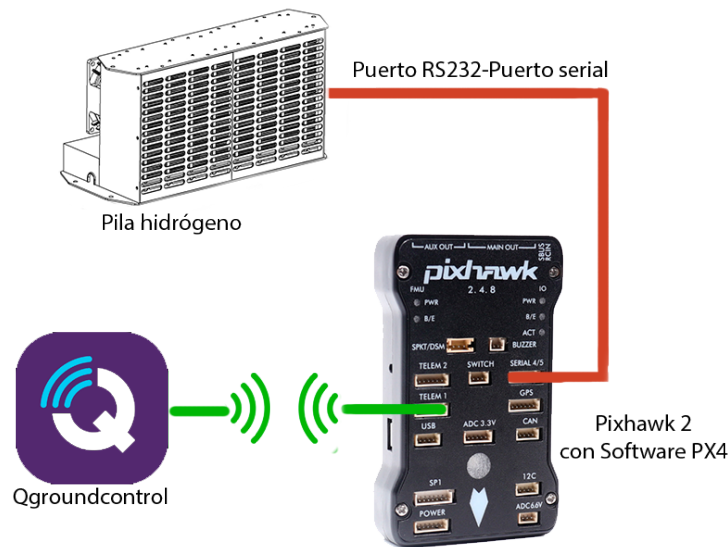 Puerto RS232-Puerto serial
Pila hidrógeno
AUX OUT
MAIN OUT
SBUS
RCIN
pixhawk
2.4.8
FMU
IO
PWR
PWR
B/E
B/E
ACT
SPKT/DSM
BUZZER
TELEM 2
SWITCH
SERIAL 4/5
TELEM 1
GPS
USB
ADC 3.3V
CAN
SP1
12C
POWER
ADC66V
Pixhawk 2
con Software PX4
Q
Qgroundcontrol